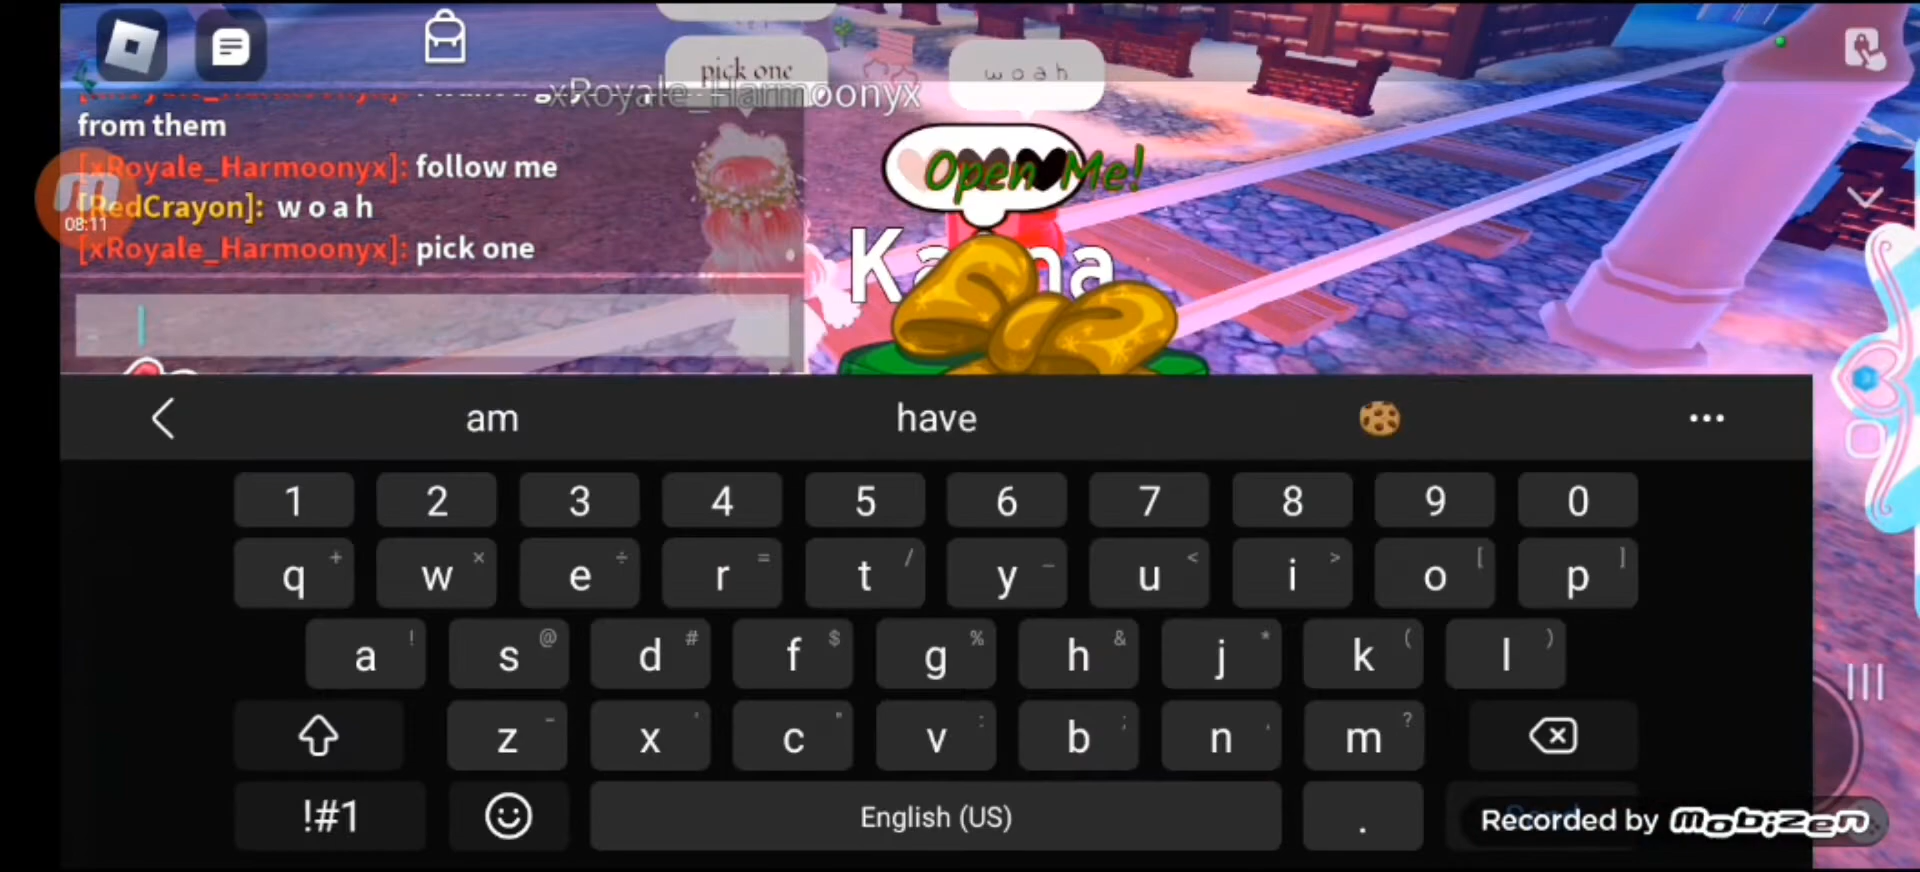 pick one
w o a h
xRoyale_Harmoonyx
from them
[xRoyale_Harmoonyx]: follow me
[RedCrayon]: w o a h
[xRoyale_Harmoonyx]: pick one
08:11
Open Me!
am have
1 2 3 4 5 6 7 8 9 0
q + w × e ÷ r = t / y _ u < i > o [ p ]
a ! s @ d # f $ g % h & j * k ( l )
z - x ' c " v : b ; n , m ?
!#1 English (US) .
Recorded by Mobizen